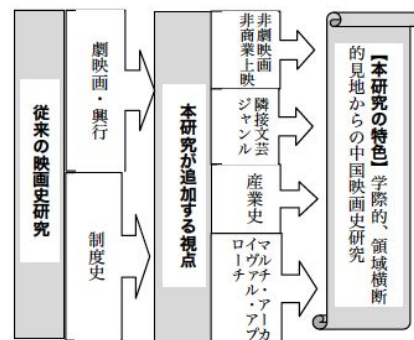 従来の映画史研究
劇映画・興行
制度史
本研究が追加する視点
非劇映画
非商業上映
隣接文芸
ジャンル
産業史
マルチ・アーカ
イヴァル・アプ
ローチ
【本研究の特色】学際的、領域横断
的見地からの中国映画史研究